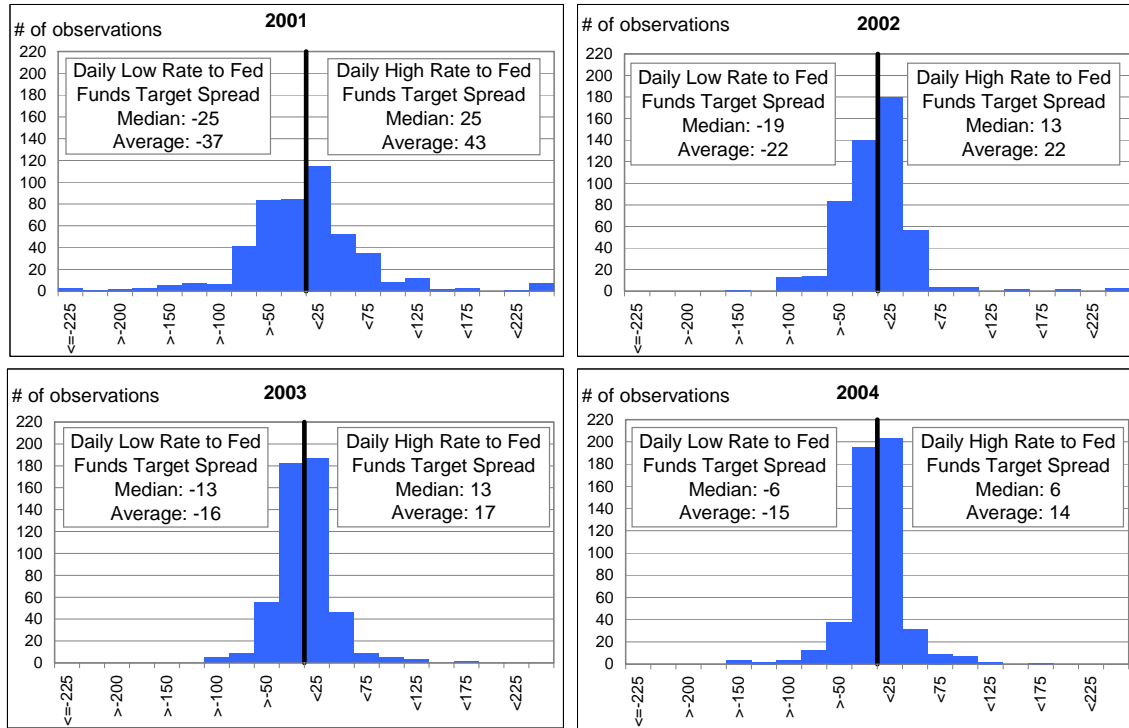 2001
# of observations
220
200
180
160
140
120
100
80
60
40
20
0
Daily Low Rate to Fed
Funds Target Spread
Median: -25
Average: -37
Daily High Rate to Fed
Funds Target Spread
Median: 25
Average: 43
<=-225
>-200
>-150
>-100
>-50
<25
<75
<125
<175
<225
2002
# of observations
220
200
180
160
140
120
100
80
60
40
20
0
Daily Low Rate to Fed
Funds Target Spread
Median: -19
Average: -22
Daily High Rate to Fed
Funds Target Spread
Median: 13
Average: 22
<=-225
>-200
>-150
>-100
>-50
<25
<75
<125
<175
<225
2003
# of observations
220
200
180
160
140
120
100
80
60
40
20
0
Daily Low Rate to Fed
Funds Target Spread
Median: -13
Average: -16
Daily High Rate to Fed
Funds Target Spread
Median: 13
Average: 17
<=-225
>-200
>-150
>-100
>-50
<25
<75
<125
<175
<225
2004
# of observations
220
200
180
160
140
120
100
80
60
40
20
0
Daily Low Rate to Fed
Funds Target Spread
Median: -6
Average: -15
Daily High Rate to Fed
Funds Target Spread
Median: 6
Average: 14
<=-225
>-200
>-150
>-100
>-50
<25
<75
<125
<175
<225